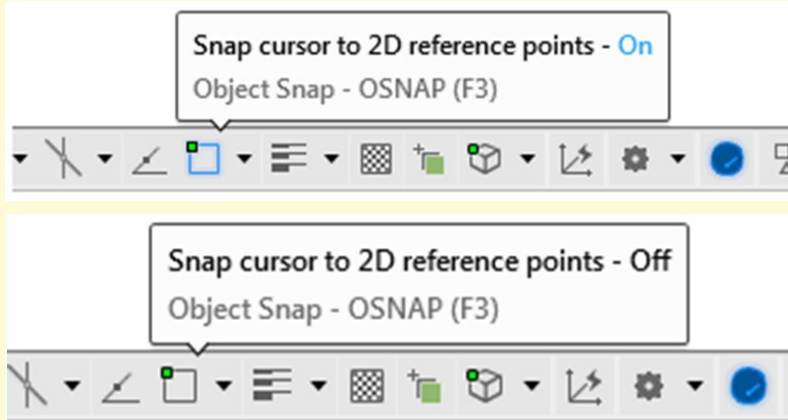 Snap cursor to 2D reference points - On
Object Snap - OSNAP (F3)
Snap cursor to 2D reference points - Off
Object Snap - OSNAP (F3)